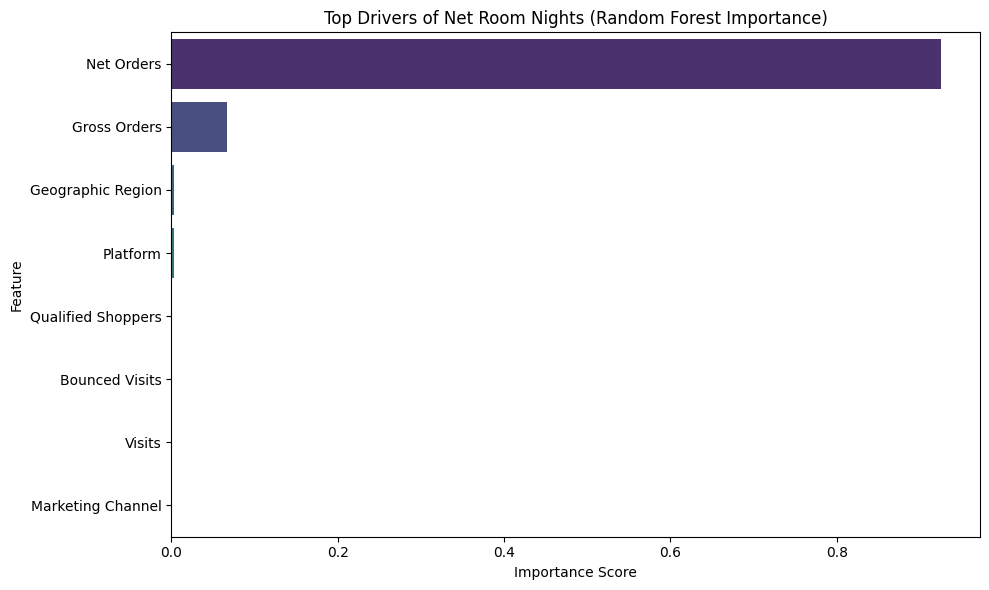 Top Drivers of Net Room Nights (Random Forest Importance)
Feature
Net Orders
Gross Orders
Geographic Region
Platform
Qualified Shoppers
Bounced Visits
Visits
Marketing Channel
0.0 0.2 0.4 0.6 0.8
Importance Score